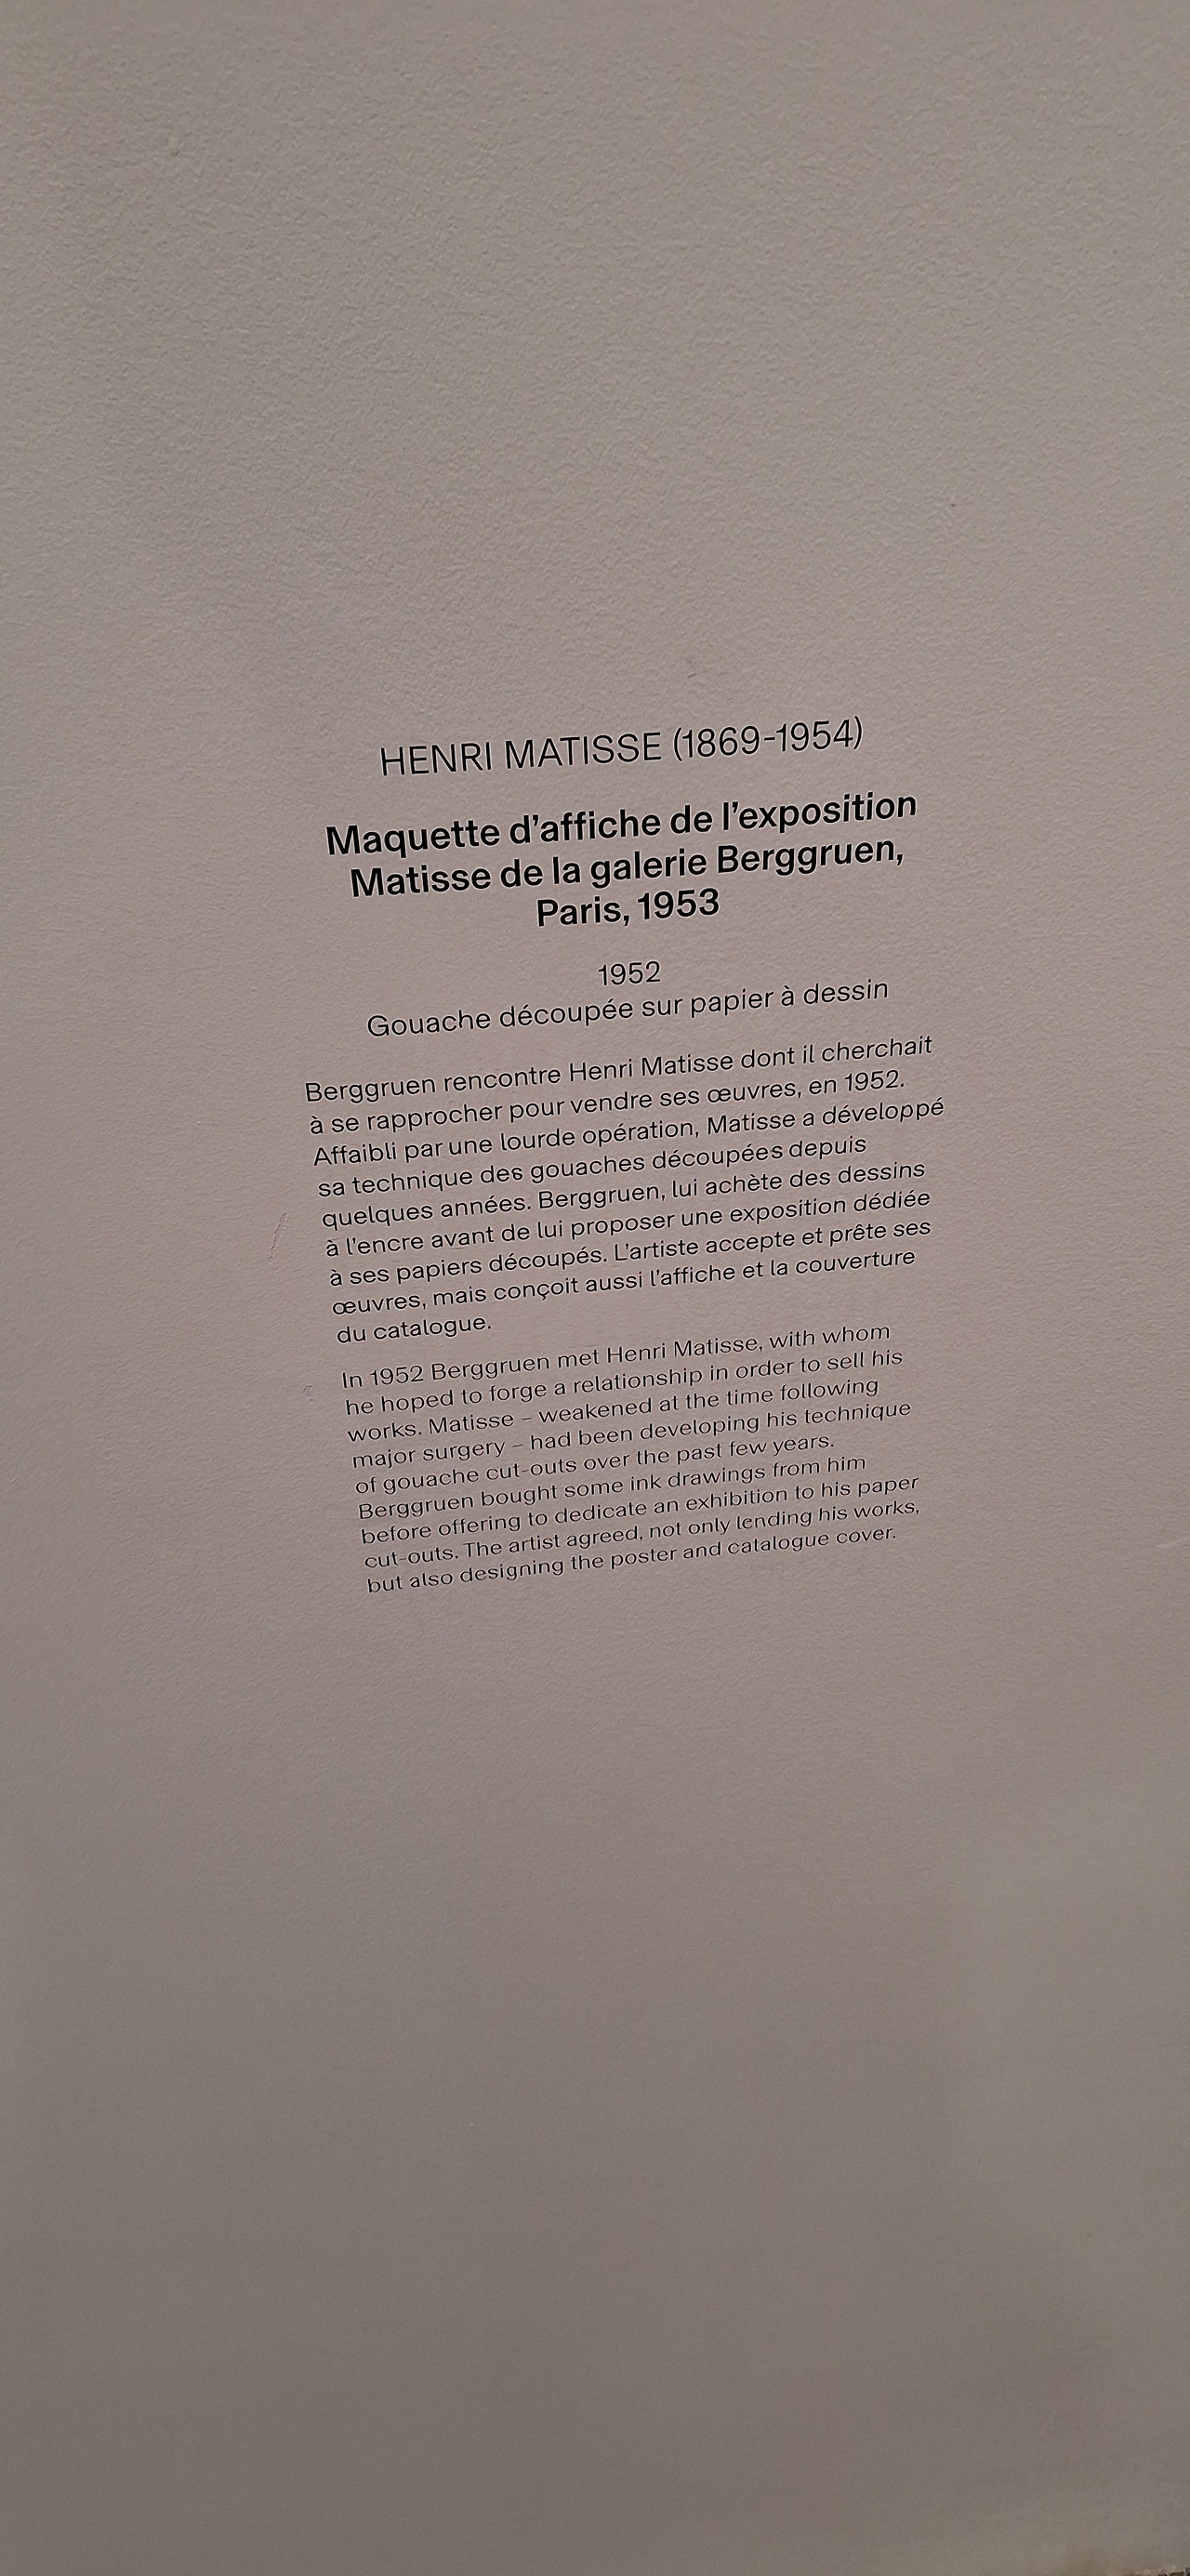 HENRI MATISSE (1869-1954)
Maquette d’affiche de l’exposition
Matisse de la galerie Berggruen,
Paris, 1953
1952
Gouache découpée sur papier à dessin
Berggruen rencontre Henri Matisse dont il cherchait
à se rapprocher pour vendre ses œuvres, en 1952.
Affaibli par une lourde opération, Matisse a développé
sa technique des gouaches découpées depuis
quelques années. Berggruen, lui achète des dessins
à l’encre avant de lui proposer une exposition dédiée
à ses papiers découpés. L’artiste accepte et prête ses
œuvres, mais conçoit aussi l’affiche et la couverture
du catalogue.
In 1952 Berggruen met Henri Matisse, with whom
he hoped to forge a relationship in order to sell his
works. Matisse – weakened at the time following
major surgery – had been developing his technique
of gouache cut-outs over the past few years.
Berggruen bought some ink drawings from him
before offering to dedicate an exhibition to his paper
cut-outs. The artist agreed, not only lending his works,
but also designing the poster and catalogue cover.